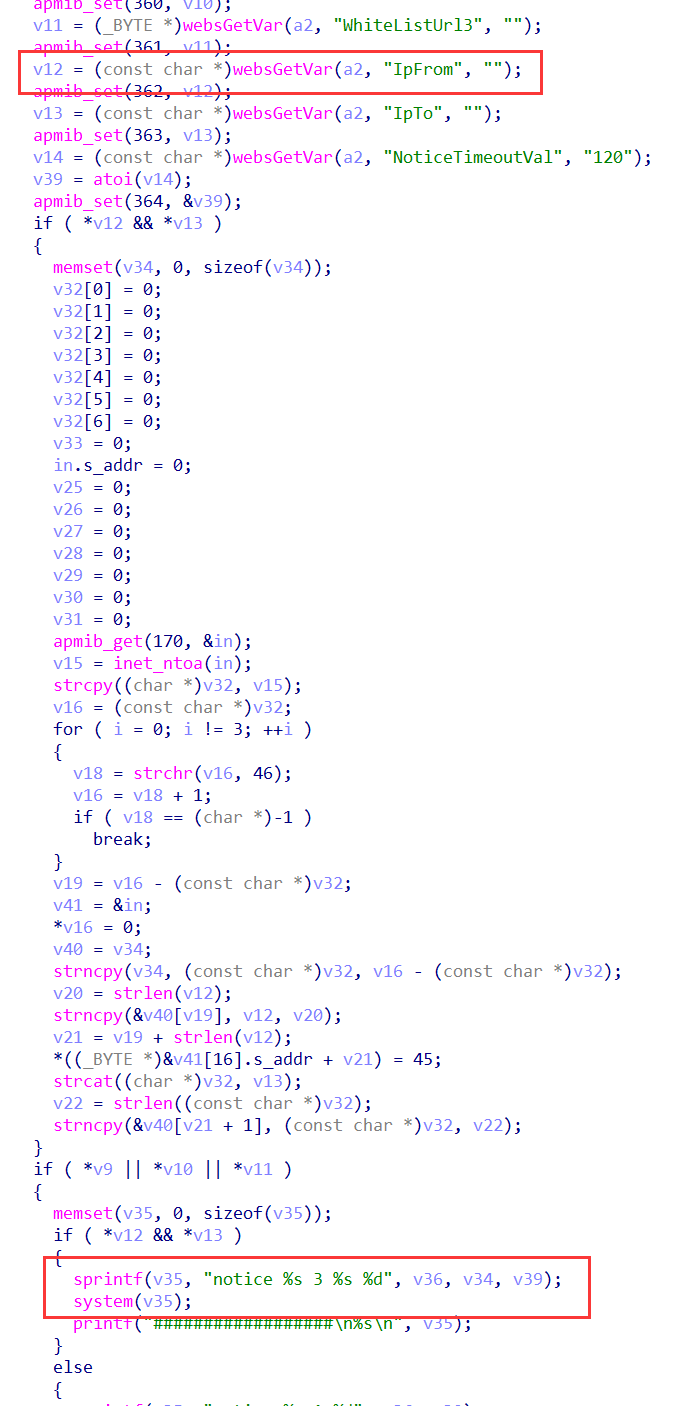 apmib_set(360, v10);
v11 = (_BYTE *)websGetVar(a2, "WhiteListUrl3", "");
apmib_set(361, v11);
v12 = (const char *)websGetVar(a2, "IpFrom", "");
apmib_set(362, v12);
v13 = (const char *)websGetVar(a2, "IpTo", "");
apmib_set(363, v13);
v14 = (const char *)websGetVar(a2, "NoticeTimeoutVal", "120");
v39 = atoi(v14);
apmib_set(364, &v39);
if ( *v12 && *v13 )
{
memset(v34, 0, sizeof(v34));
v32[0] = 0;
v32[1] = 0;
v32[2] = 0;
v32[3] = 0;
v32[4] = 0;
v32[5] = 0;
v32[6] = 0;
v33 = 0;
in.s_addr = 0;
v25 = 0;
v26 = 0;
v27 = 0;
v28 = 0;
v29 = 0;
v30 = 0;
v31 = 0;
apmib_get(170, &in);
v15 = inet_ntoa(in);
strcpy((char *)v32, v15);
v16 = (const char *)v32;
for ( i = 0; i != 3; ++i )
{
v18 = strchr(v16, 46);
v16 = v18 + 1;
if ( v18 == (char *)-1 )
break;
}
v19 = v16 - (const char *)v32;
v41 = &in;
*v16 = 0;
v40 = v34;
strncpy(v34, (const char *)v32, v16 - (const char *)v32);
v20 = strlen(v12);
strncpy(&v40[v19], v12, v20);
v21 = v19 + strlen(v12);
*((_BYTE *)&v41[16].s_addr + v21) = 45;
strcat((char *)v32, v13);
v22 = strlen((const char *)v32);
strncpy(&v40[v21 + 1], (const char *)v32, v22);
}
if ( *v9 || *v10 || *v11 )
{
memset(v35, 0, sizeof(v35));
if ( *v12 && *v13 )
{
sprintf(v35, "notice %s 3 %s %d", v36, v34, v39);
system(v35);
printf("##################\n%s\n", v35);
}
else
{